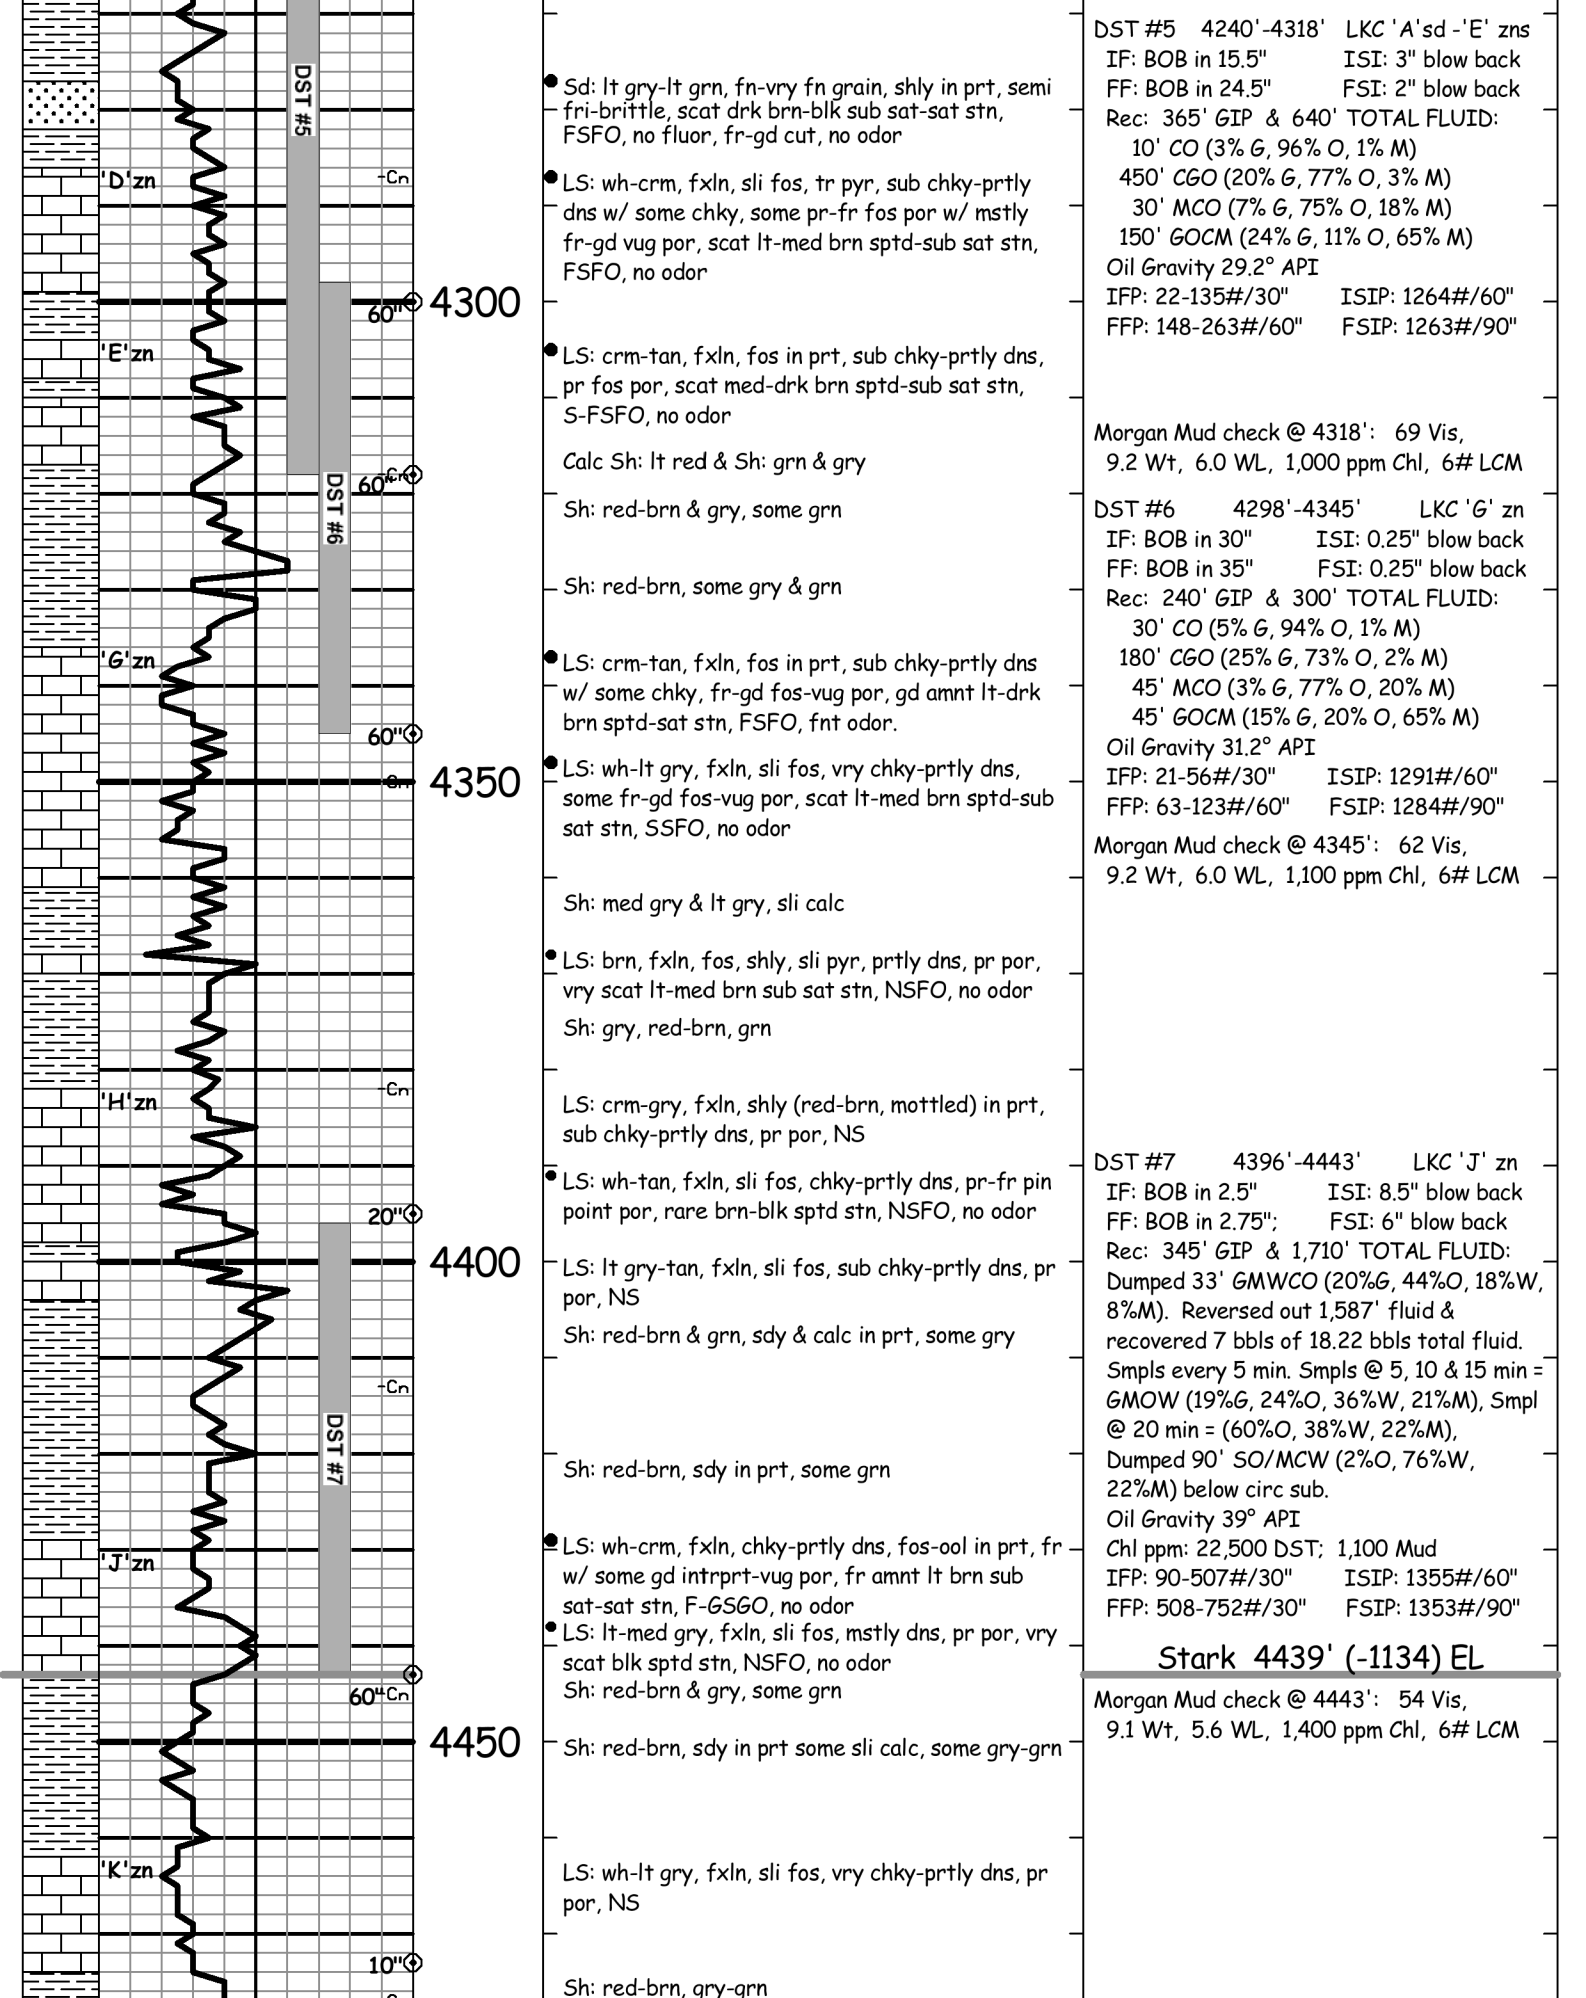 DST #5
'D'zn
-Cn
60"
4300
'E'zn
60"
Cn
DST #6
'G'zn
60"
Cn
4350
-Cn
'H'zn
20"
4400
-Cn
DST #7
'J'zn
60"
Cn
4450
'K'zn
10"
Sd: lt gry-lt grn, fn-vry fn grain, shly in prt, semi
fri-brittle, scat drk brn-blk sub sat-sat stn,
FSFO, no fluor, fr-gd cut, no odor
LS: wh-crm, fxln, sli fos, tr pyr, sub chky-prtly
dns w/ some chky, some pr-fr fos por w/ mstly
fr-gd vug por, scat lt-med brn sptd-sub sat stn,
FSFO, no odor
LS: crm-tan, fxln, fos in prt, sub chky-prtly dns,
pr fos por, scat med-drk brn sptd-sub sat stn,
S-FSFO, no odor
Calc Sh: lt red & Sh: grn & gry
Sh: red-brn & gry, some grn
Sh: red-brn, some gry & grn
LS: crm-tan, fxln, fos in prt, sub chky-prtly dns
w/ some chky, fr-gd fos-vug por, gd amnt lt-drk
brn sptd-sat stn, FSFO, fnt odor.
LS: wh-lt gry, fxln, sli fos, vry chky-prtly dns,
some fr-gd fos-vug por, scat lt-med brn sptd-sub
sat stn, SSFO, no odor
Sh: med gry & lt gry, sli calc
LS: brn, fxln, fos, shly, sli pyr, prtly dns, pr por,
vry scat lt-med brn sub sat stn, NSFO, no odor
Sh: gry, red-brn, grn
LS: crm-gry, fxln, shly (red-brn, mottled) in prt,
sub chky-prtly dns, pr por, NS
LS: wh-tan, fxln, sli fos, chky-prtly dns, pr-fr pin
point por, rare brn-blk sptd stn, NSFO, no odor
LS: lt gry-tan, fxln, sli fos, sub chky-prtly dns, pr
por, NS
Sh: red-brn & grn, sdy & calc in prt, some gry
Sh: red-brn, sdy in prt, some grn
LS: wh-crm, fxln, chky-prtly dns, fos-ool in prt, fr
w/ some gd intrprt-vug por, fr amnt lt brn sub
sat-sat stn, F-GSGO, no odor
LS: lt-med gry, fxln, sli fos, mstly dns, pr por, vry
scat blk sptd stn, NSFO, no odor
Sh: red-brn & gry, some grn
Sh: red-brn, sdy in prt some sli calc, some gry-grn
LS: wh-lt gry, fxln, sli fos, vry chky-prtly dns, pr
por, NS
Sh: red-brn, gry-grn
DST #5 4240'-4318' LKC 'A'sd -'E' zns
IF: BOB in 15.5" ISI: 3" blow back
FF: BOB in 24.5" FSI: 2" blow back
Rec: 365' GIP & 640' TOTAL FLUID:
10' CO (3% G, 96% O, 1% M)
450' CGO (20% G, 77% O, 3% M)
30' MCO (7% G, 75% O, 18% M)
150' GOCM (24% G, 11% O, 65% M)
Oil Gravity 29.2° API
IFP: 22-135#/30" ISIP: 1264#/60"
FFP: 148-263#/60" FSIP: 1263#/90"
Morgan Mud check @ 4318': 69 Vis,
9.2 Wt, 6.0 WL, 1,000 ppm Chl, 6# LCM
DST #6 4298'-4345' LKC 'G' zn
IF: BOB in 30" ISI: 0.25" blow back
FF: BOB in 35" FSI: 0.25" blow back
Rec: 240' GIP & 300' TOTAL FLUID:
30' CO (5% G, 94% O, 1% M)
180' CGO (25% G, 73% O, 2% M)
45' MCO (3% G, 77% O, 20% M)
45' GOCM (15% G, 20% O, 65% M)
Oil Gravity 31.2° API
IFP: 21-56#/30" ISIP: 1291#/60"
FFP: 63-123#/60" FSIP: 1284#/90"
Morgan Mud check @ 4345': 62 Vis,
9.2 Wt, 6.0 WL, 1,100 ppm Chl, 6# LCM
DST #7 4396'-4443' LKC 'J' zn
IF: BOB in 2.5" ISI: 8.5" blow back
FF: BOB in 2.75"; FSI: 6" blow back
Rec: 345' GIP & 1,710' TOTAL FLUID:
Dumped 33' GMWCO (20%G, 44%O, 18%W,
8%M). Reversed out 1,587' fluid &
recovered 7 bbls of 18.22 bbls total fluid.
Smpls every 5 min. Smpls @ 5, 10 & 15 min =
GMOW (19%G, 24%O, 36%W, 21%M), Smpl
@ 20 min = (60%O, 38%W, 22%M),
Dumped 90' SO/MCW (2%O, 76%W,
22%M) below circ sub.
Oil Gravity 39° API
Chl ppm: 22,500 DST; 1,100 Mud
IFP: 90-507#/30" ISIP: 1355#/60"
FFP: 508-752#/30" FSIP: 1353#/90"
Stark 4439' (-1134) EL
Morgan Mud check @ 4443': 54 Vis,
9.1 Wt, 5.6 WL, 1,400 ppm Chl, 6# LCM